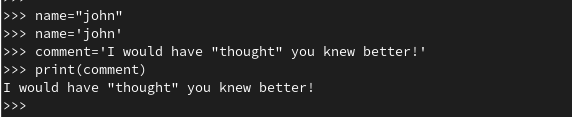 >>> name="john"
>>> name='john'
>>> comment='I would have "thought" you knew better!'
>>> print(comment)
I would have "thought" you knew better!
>>>